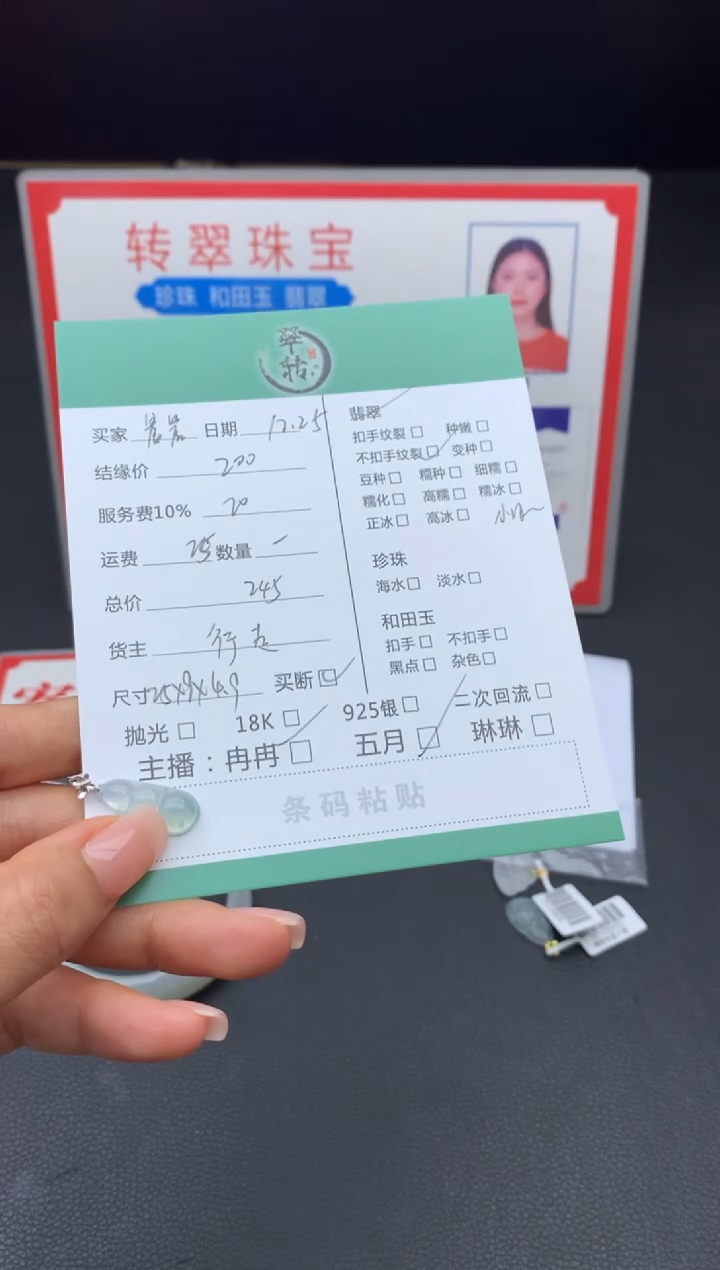 转翠珠宝
珍珠 和田玉 翡翠
翠转
买家 日期 12.25
结缘价 200
服务费10% 20
运费 25 数量 一
总价 245
货主 行走
尺寸 25x9x4.9 买断
抛光 18K 925银 二次回流
主播：冉冉 五月 琳琳
条码粘贴
翡翠
扣手纹裂 种嫩
不扣手纹裂 变种
豆种 糯种 细糯
糯化 高糯 糯冰
正冰 高冰
珍珠
海水 淡水
和田玉
扣手 不扣手
黑点 杂色